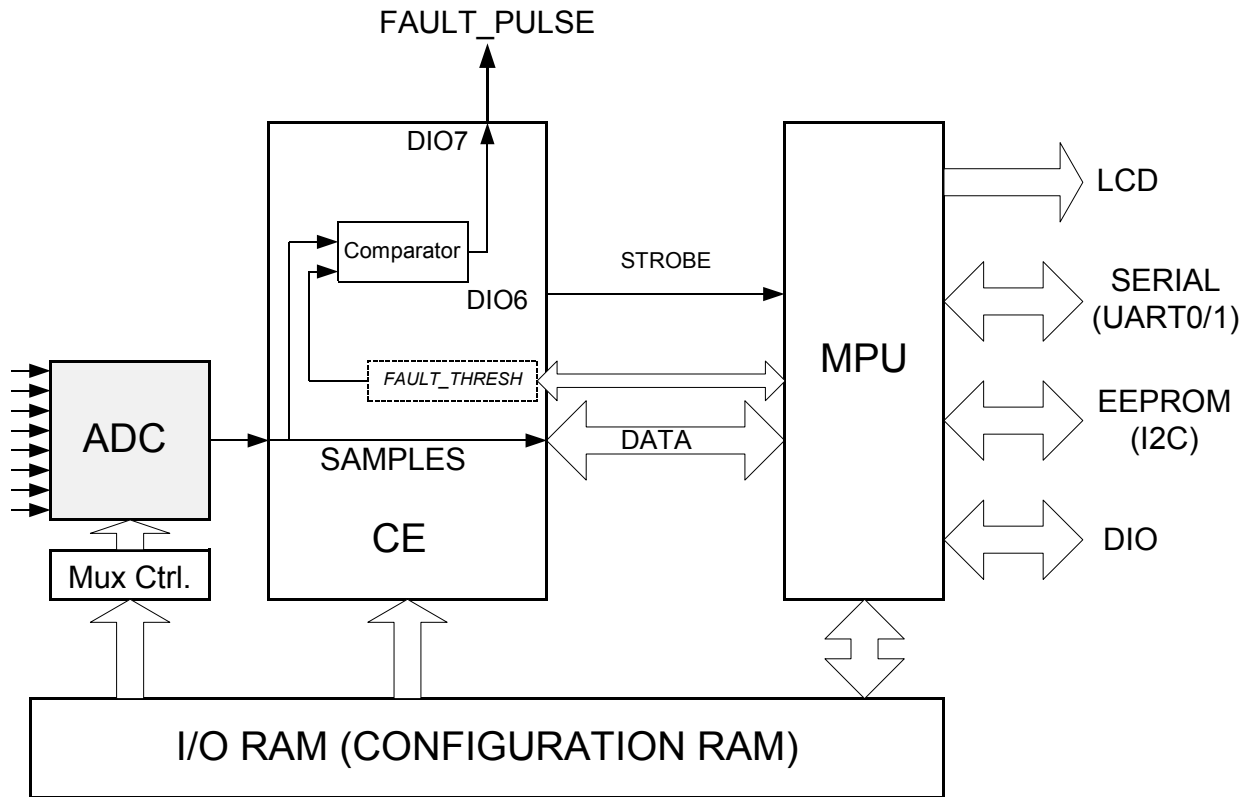 FAULT_PULSE
DIO7
LCD
Comparator
STROBE
DIO6
SERIAL
(UART0/1)
MPU
FAULT_THRESH
EEPROM
(I2C)
ADC
DATA
SAMPLES
CE
DIO
Mux Ctrl.
I/O RAM (CONFIGURATION RAM)